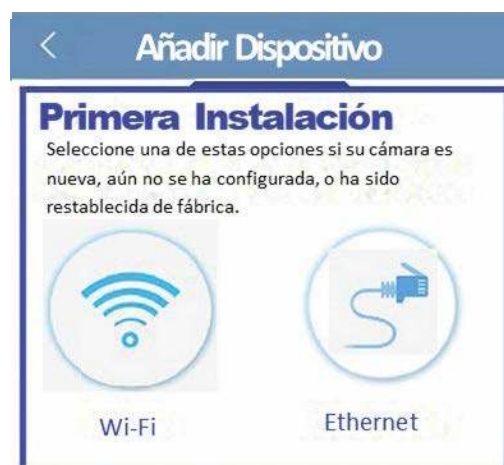 Añadir Dispositivo
Primera Instalación
Seleccione una de estas opciones si su cámara es
nueva, aún no se ha configurada, o ha sido
restablecida de fábrica.
Wi-Fi
Ethernet